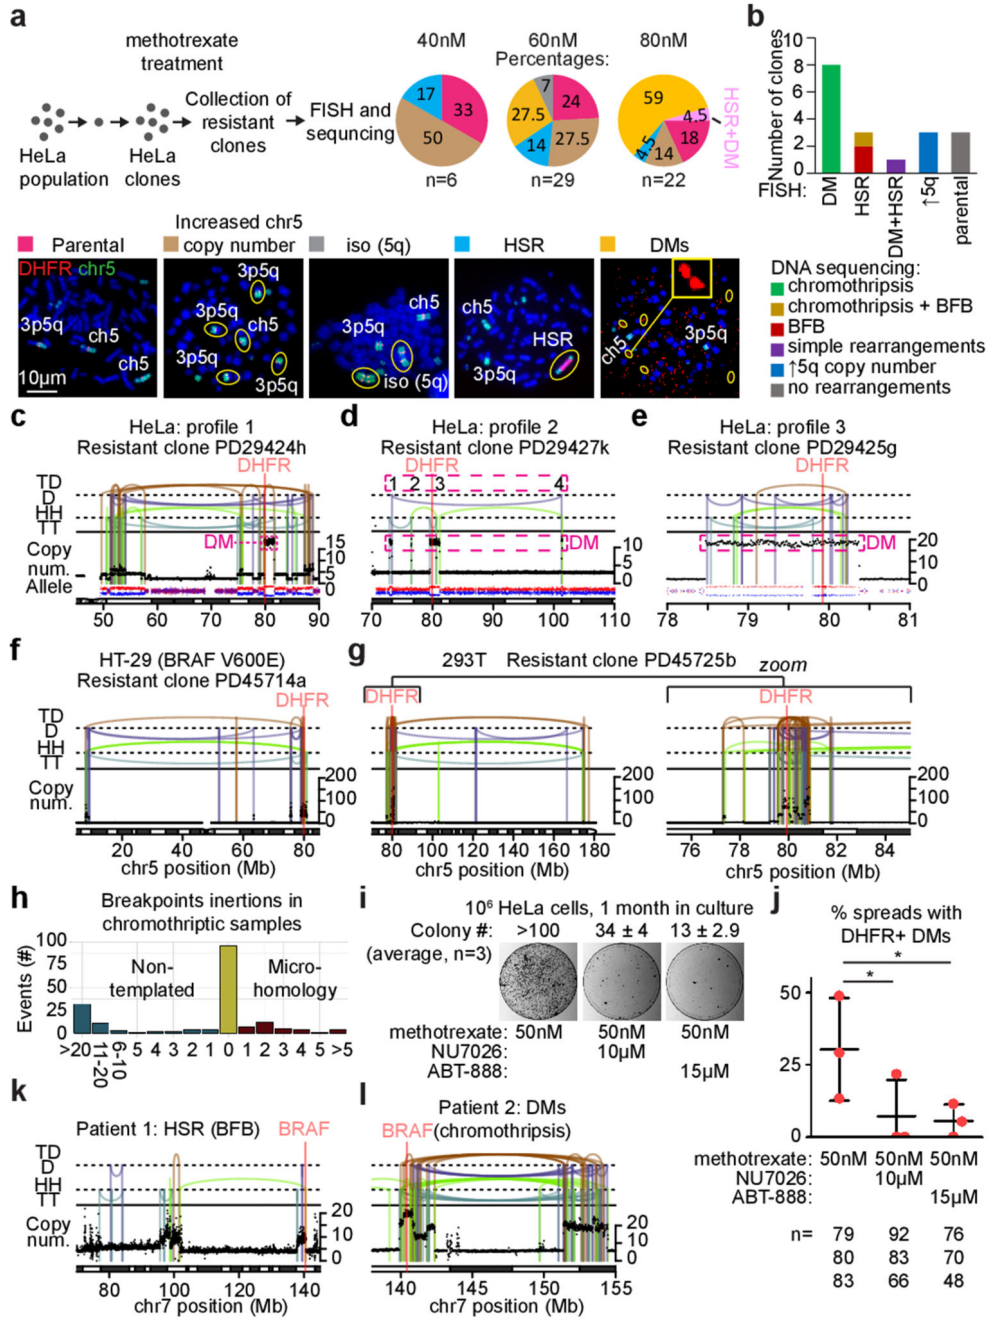 a
methotrexate
treatment
HeLa
population
HeLa
clones
Collection of
resistant
clones
FISH and
sequncing
40nM
60nM
80nM
Percentages:
17
33
50
7
24
27.5
27.5
14
59
4.5
18
14
4.5
HSR+DM
n=6
n=29
n=22
b
Number of clones
10
8
6
4
2
0
FISH:
DM
HSR
DM+HSR
↑5q
parental
DNA sequencing:
chromothripsis
chromothripsis + BFB
BFB
simple rearrangements
↑5q copy number
no rearrangements
Parental
Increased chr5
copy number
iso (5q)
HSR
DMs
DHFR chr5
3p5q
ch5
ch5
10μm
3p5q
3p5q
ch5
3p5q
3p5q
ch5
3p5q
iso (5q)
ch5
HSR
3p5q
ch5
3p5q
c
HeLa: profile 1
Resistant clone PD29424h
DHFR
TD
D
HH
TT
DM
Copy
num.
Allele
15
10
5
0
50 60 70 80 90
d
HeLa: profile 2
Resistant clone PD29427k
DHFR
1 2 3 4
DM
10
5
0
70 80 90 100 110
e
HeLa: profile 3
Resistant clone PD29425g
DHFR
DM
20
10
0
78 79 80 81
f
HT-29 (BRAF V600E)
Resistant clone PD45714a
DHFR
TD
D
HH
TT
Copy
num.
200
100
0
20 40 60 80
chr5 position (Mb)
g
293T Resistant clone PD45725b
zoom
DHFR
DHFR
200
100
0
80 100 120 140 160 180
chr5 position (Mb)
200
100
0
76 78 80 82 84
chr5 position (Mb)
h
Breakpoints inertions in
chromothriptic samples
Events (#)
100
75
50
25
0
Non-
templated
Micro-
homology
>20 11-20 6-10 5 4 3 2 1 0 1 2 3 4 5 >5
i
10⁶ HeLa cells, 1 month in culture
Colony #: >100 34 ± 4 13 ± 2.9
(average, n=3)
methotrexate: 50nM 50nM 50nM
NU7026: 10μM
ABT-888: 15μM
j
% spreads with
DHFR+ DMs
*
*
50
25
0
methotrexate: 50nM 50nM 50nM
NU7026: 10μM
ABT-888: 15μM
n= 79 92 76
80 83 70
83 66 48
k
Patient 1: HSR (BFB)
BRAF
TD
D
HH
TT
Copy
num.
20
10
0
80 100 120 140
chr7 position (Mb)
l
Patient 2: DMs
(chromothripsis)
BRAF
20
10
0
140 145 150 155
chr7 position (Mb)